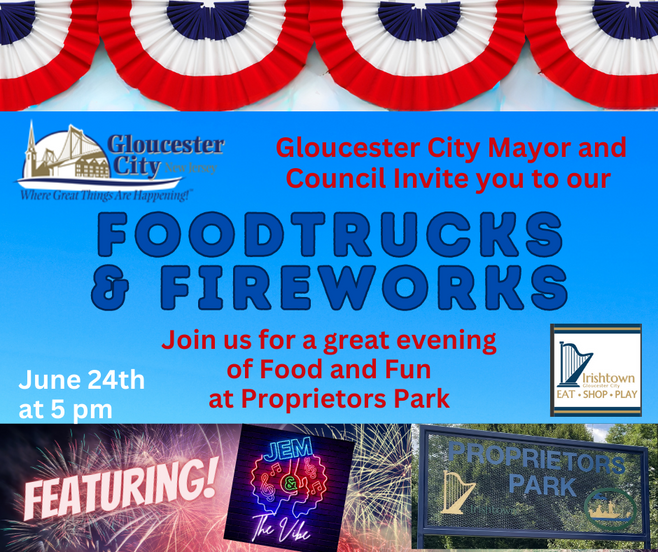 Gloucester
City New Jersey
Where Great Things Are Happening!
Gloucester City Mayor and
Council Invite you to our
FOODTRUCKS
& FIREWORKS
Join us for a great evening
of Food and Fun
at Proprietors Park
June 24th
at 5 pm
Irishtown
Gloucester City
EAT • SHOP • PLAY
FEATURING!
JEM
&
The Vibe
PROPRIETORS
PARK